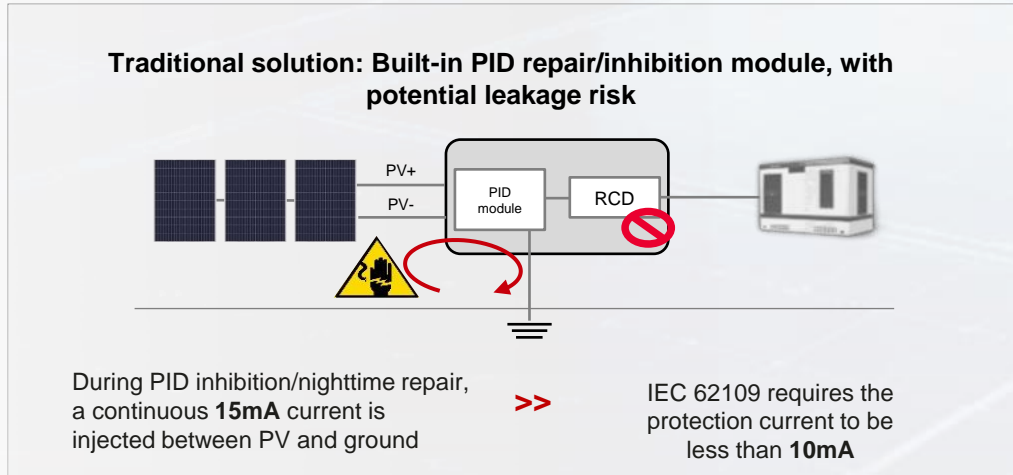 Traditional solution: Built-in PID repair/inhibition module, with
potential leakage risk
PV+
PV-
PID
module
RCD
During PID inhibition/nighttime repair,
a continuous 15mA current is
injected between PV and ground
>>
IEC 62109 requires the
protection current to be
less than 10mA